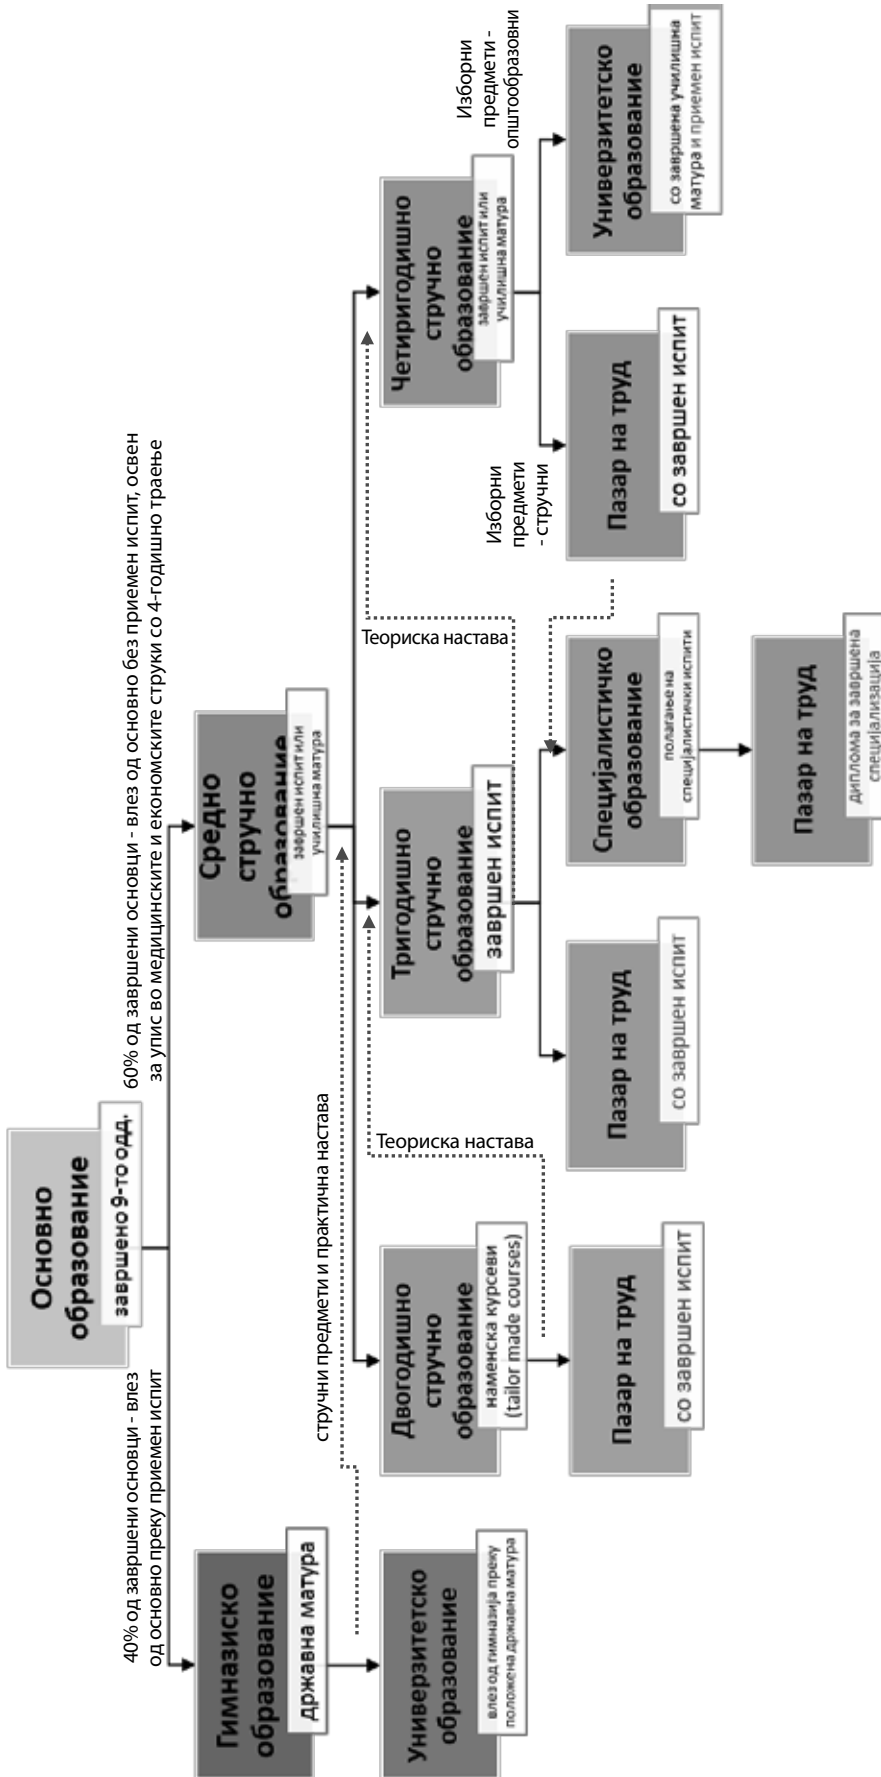 Основно
образование
завршено 9-то одд.
40% од завршени основци - влез
од основно преку приемен испит
60% од завршени основци - влез од основно без приемен испит, освен
за упис во медицинските и економските струки со 4-годишно траење
Гимназиско
образование
државна матура
Средно
стручно
образование
завршен испит или
училишна матура
стручни предмети и практична настава
Универзитетско
образование
влез од гимназија преку
положена државна матура
Двогодишно
стручно
образование
наменска курсеви
(tailor made courses)
Теориска настава
Тригодишно
стручно
образование
завршен испит
Теориска настава
Четиригодишно
стручно
образование
завршен испит или
училишна матура
Изборни
предмети
- стручни
Изборни
предмети -
општообразовни
Пазар на труд
со завршен испит
Пазар на труд
со завршен испит
Специјалистичко
образование
полагање на
специјалистички испити
Пазар на труд
со завршен испит
Универзитетско
образование
со завршена училишна
матура и приемен испит
Пазар на труд
диплома за завршена
специјализација